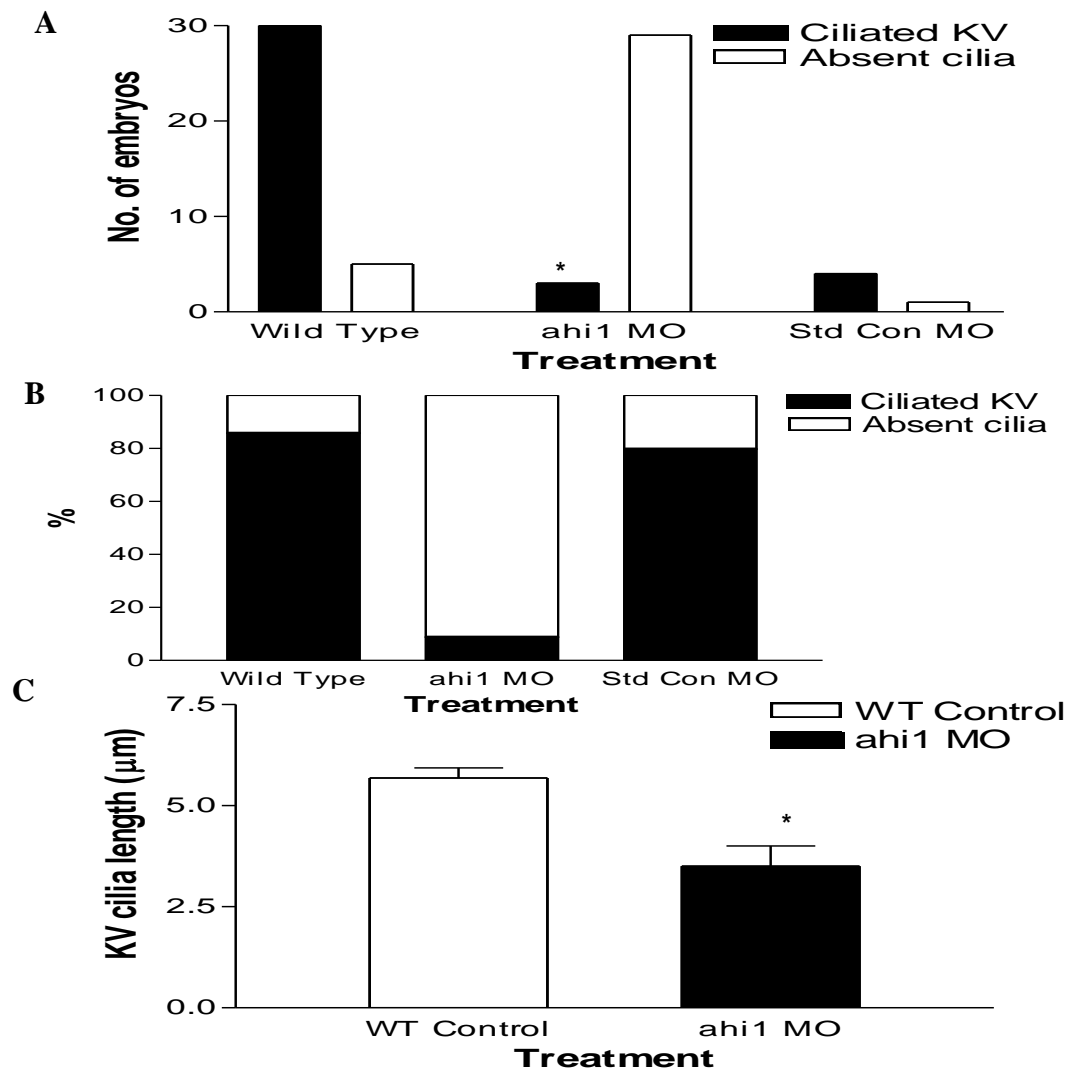 A
30
20
10
0
No. of embryos
Ciliated KV
Absent cilia
*
Wild Type
ahi1 MO
Std Con MO
Treatment
B
100
80
60
40
20
0
%
Ciliated KV
Absent cilia
Wild Type
ahi1 MO
Std Con MO
Treatment
C
7.5
5.0
2.5
0.0
KV cilia length (μm)
WT Control
ahi1 MO
*
WT Control
ahi1 MO
Treatment